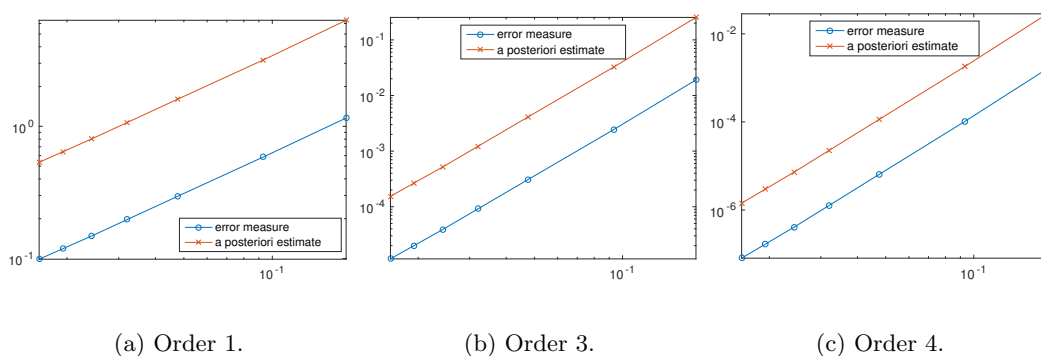 10^0
10^-1
10^-1
error measure
a posteriori estimate
10^-1
10^-2
10^-3
10^-4
10^-1
error measure
a posteriori estimate
10^-2
10^-4
10^-6
10^-1
error measure
a posteriori estimate
(a) Order 1.
(b) Order 3.
(c) Order 4.